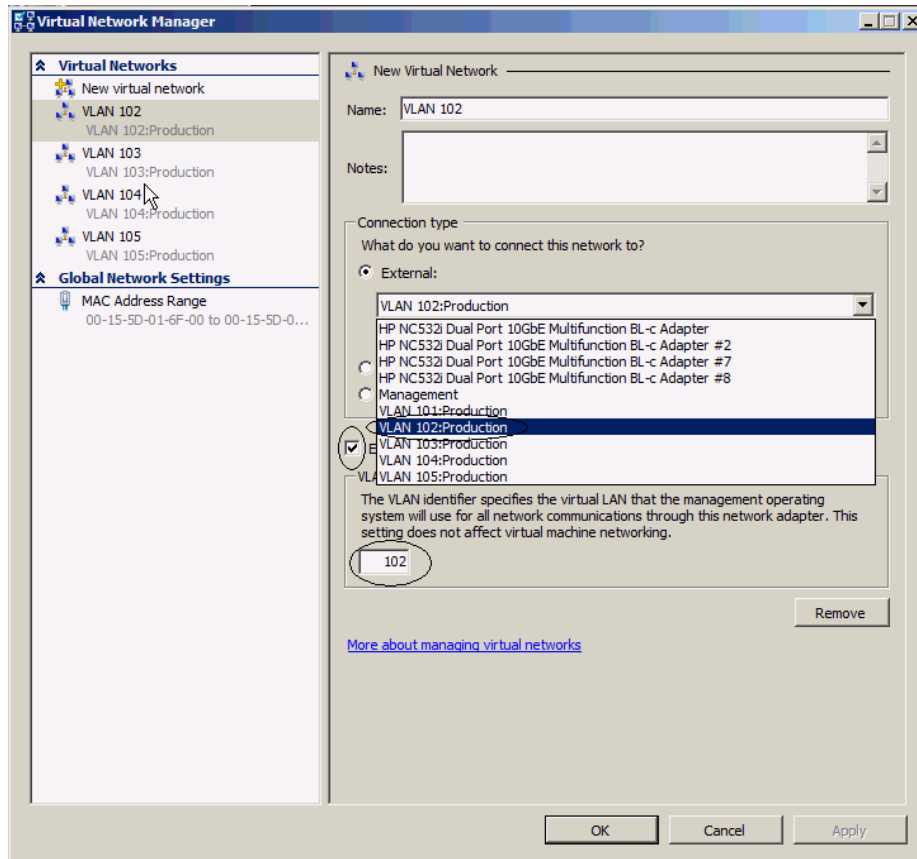 Virtual Network Manager
Virtual Networks
New virtual network
VLAN 102
VLAN 102:Production
VLAN 103
VLAN 103:Production
VLAN 104
VLAN 104:Production
VLAN 105
VLAN 105:Production
Global Network Settings
MAC Address Range
00-15-5D-01-6F-00 to 00-15-5D-0...
New Virtual Network
Name: VLAN 102
Notes:
Connection type
What do you want to connect this network to?
External:
VLAN 102:Production
HP NC532i Dual Port 10GbE Multifunction BL-c Adapter
HP NC532i Dual Port 10GbE Multifunction BL-c Adapter #2
HP NC532i Dual Port 10GbE Multifunction BL-c Adapter #7
HP NC532i Dual Port 10GbE Multifunction BL-c Adapter #8
Management
VLAN 101:Production
VLAN 102:Production
VLAN 103:Production
VLAN 104:Production
VLAN 105:Production
The VLAN identifier specifies the virtual LAN that the management operating
system will use for all network communications through this network adapter. This
setting does not affect virtual machine networking.
102
Remove
More about managing virtual networks
OK Cancel Apply